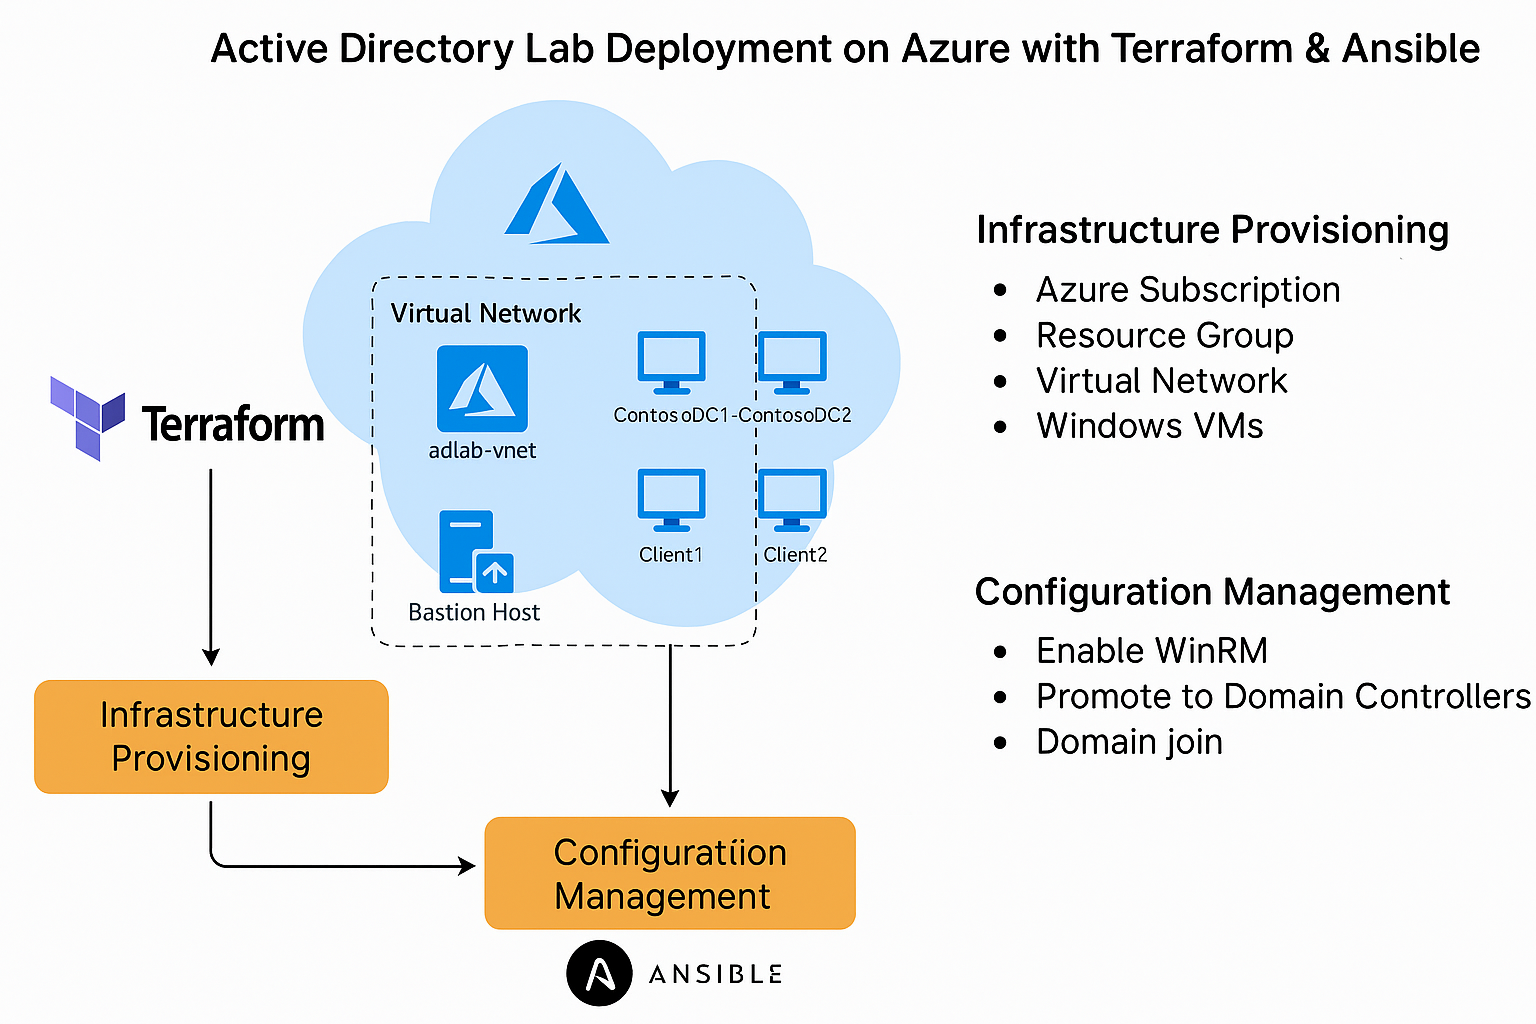 Active Directory Lab Deployment on Azure with Terraform & Ansible
Virtual Network
adlab-vnet
ContosoDC1-ContosoDC2
Client1
Client2
Bastion Host
Terraform
Infrastructure
Provisioning
Configuratíion
Management
ANSIBLE
Infrastructure Provisioning
• Azure Subscription
• Resource Group
• Virtual Network
• Windows VMs
Configuration Management
• Enable WinRM
• Promote to Domain Controllers
• Domain join